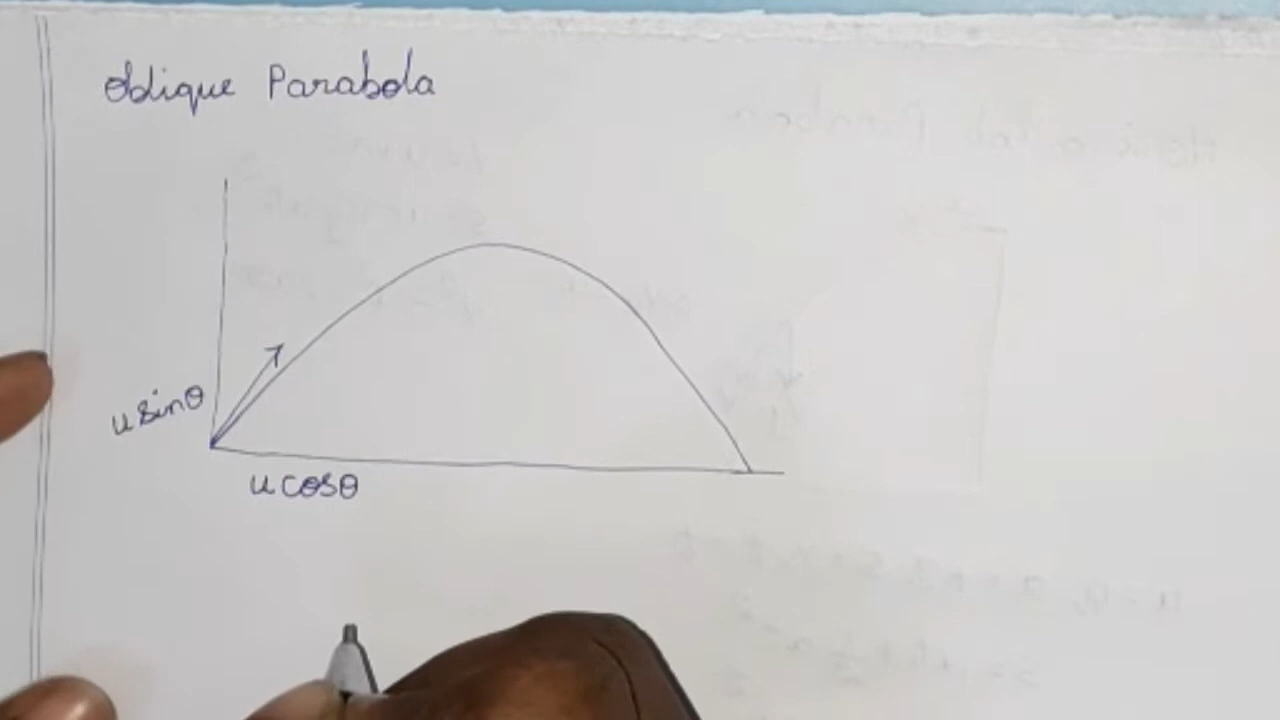 Oblique Parabola
u sinθ
u cosθ